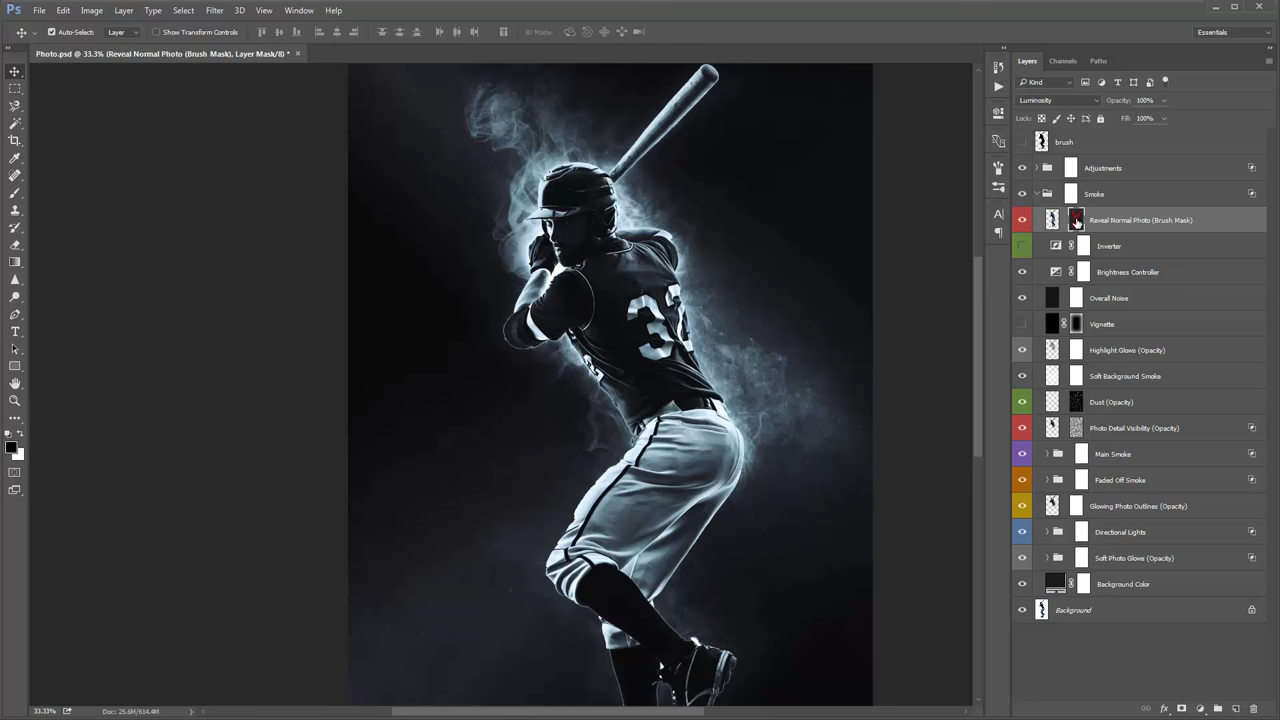 Ps File Edit Image Layer Type Select Filter 3D View Window Help
Auto-Select: Layer Show Transform Controls 3D Mode: Essentials
Photo.psd @ 33.3% (Reveal Normal Photo (Brush Mask), Layer Mask/8) * ×
Layers Channels Paths
Kind
Luminosity Opacity: 100%
Lock: Fill: 100%
brush
Adjustments
Smoke
Reveal Normal Photo (Brush Mask)
Inverter
Brightness Controller
Overall Noise
Vignette
Highlight Glows (Opacity)
Soft Background Smoke
Dust (Opacity)
Photo Detail Visibility (Opacity)
Main Smoke
Faded Off Smoke
Glowing Photo Outlines (Opacity)
Directional Lights
Soft Photo Glows (Opacity)
Background Color
Background
33.33% Doc: 25.6M/614.4M